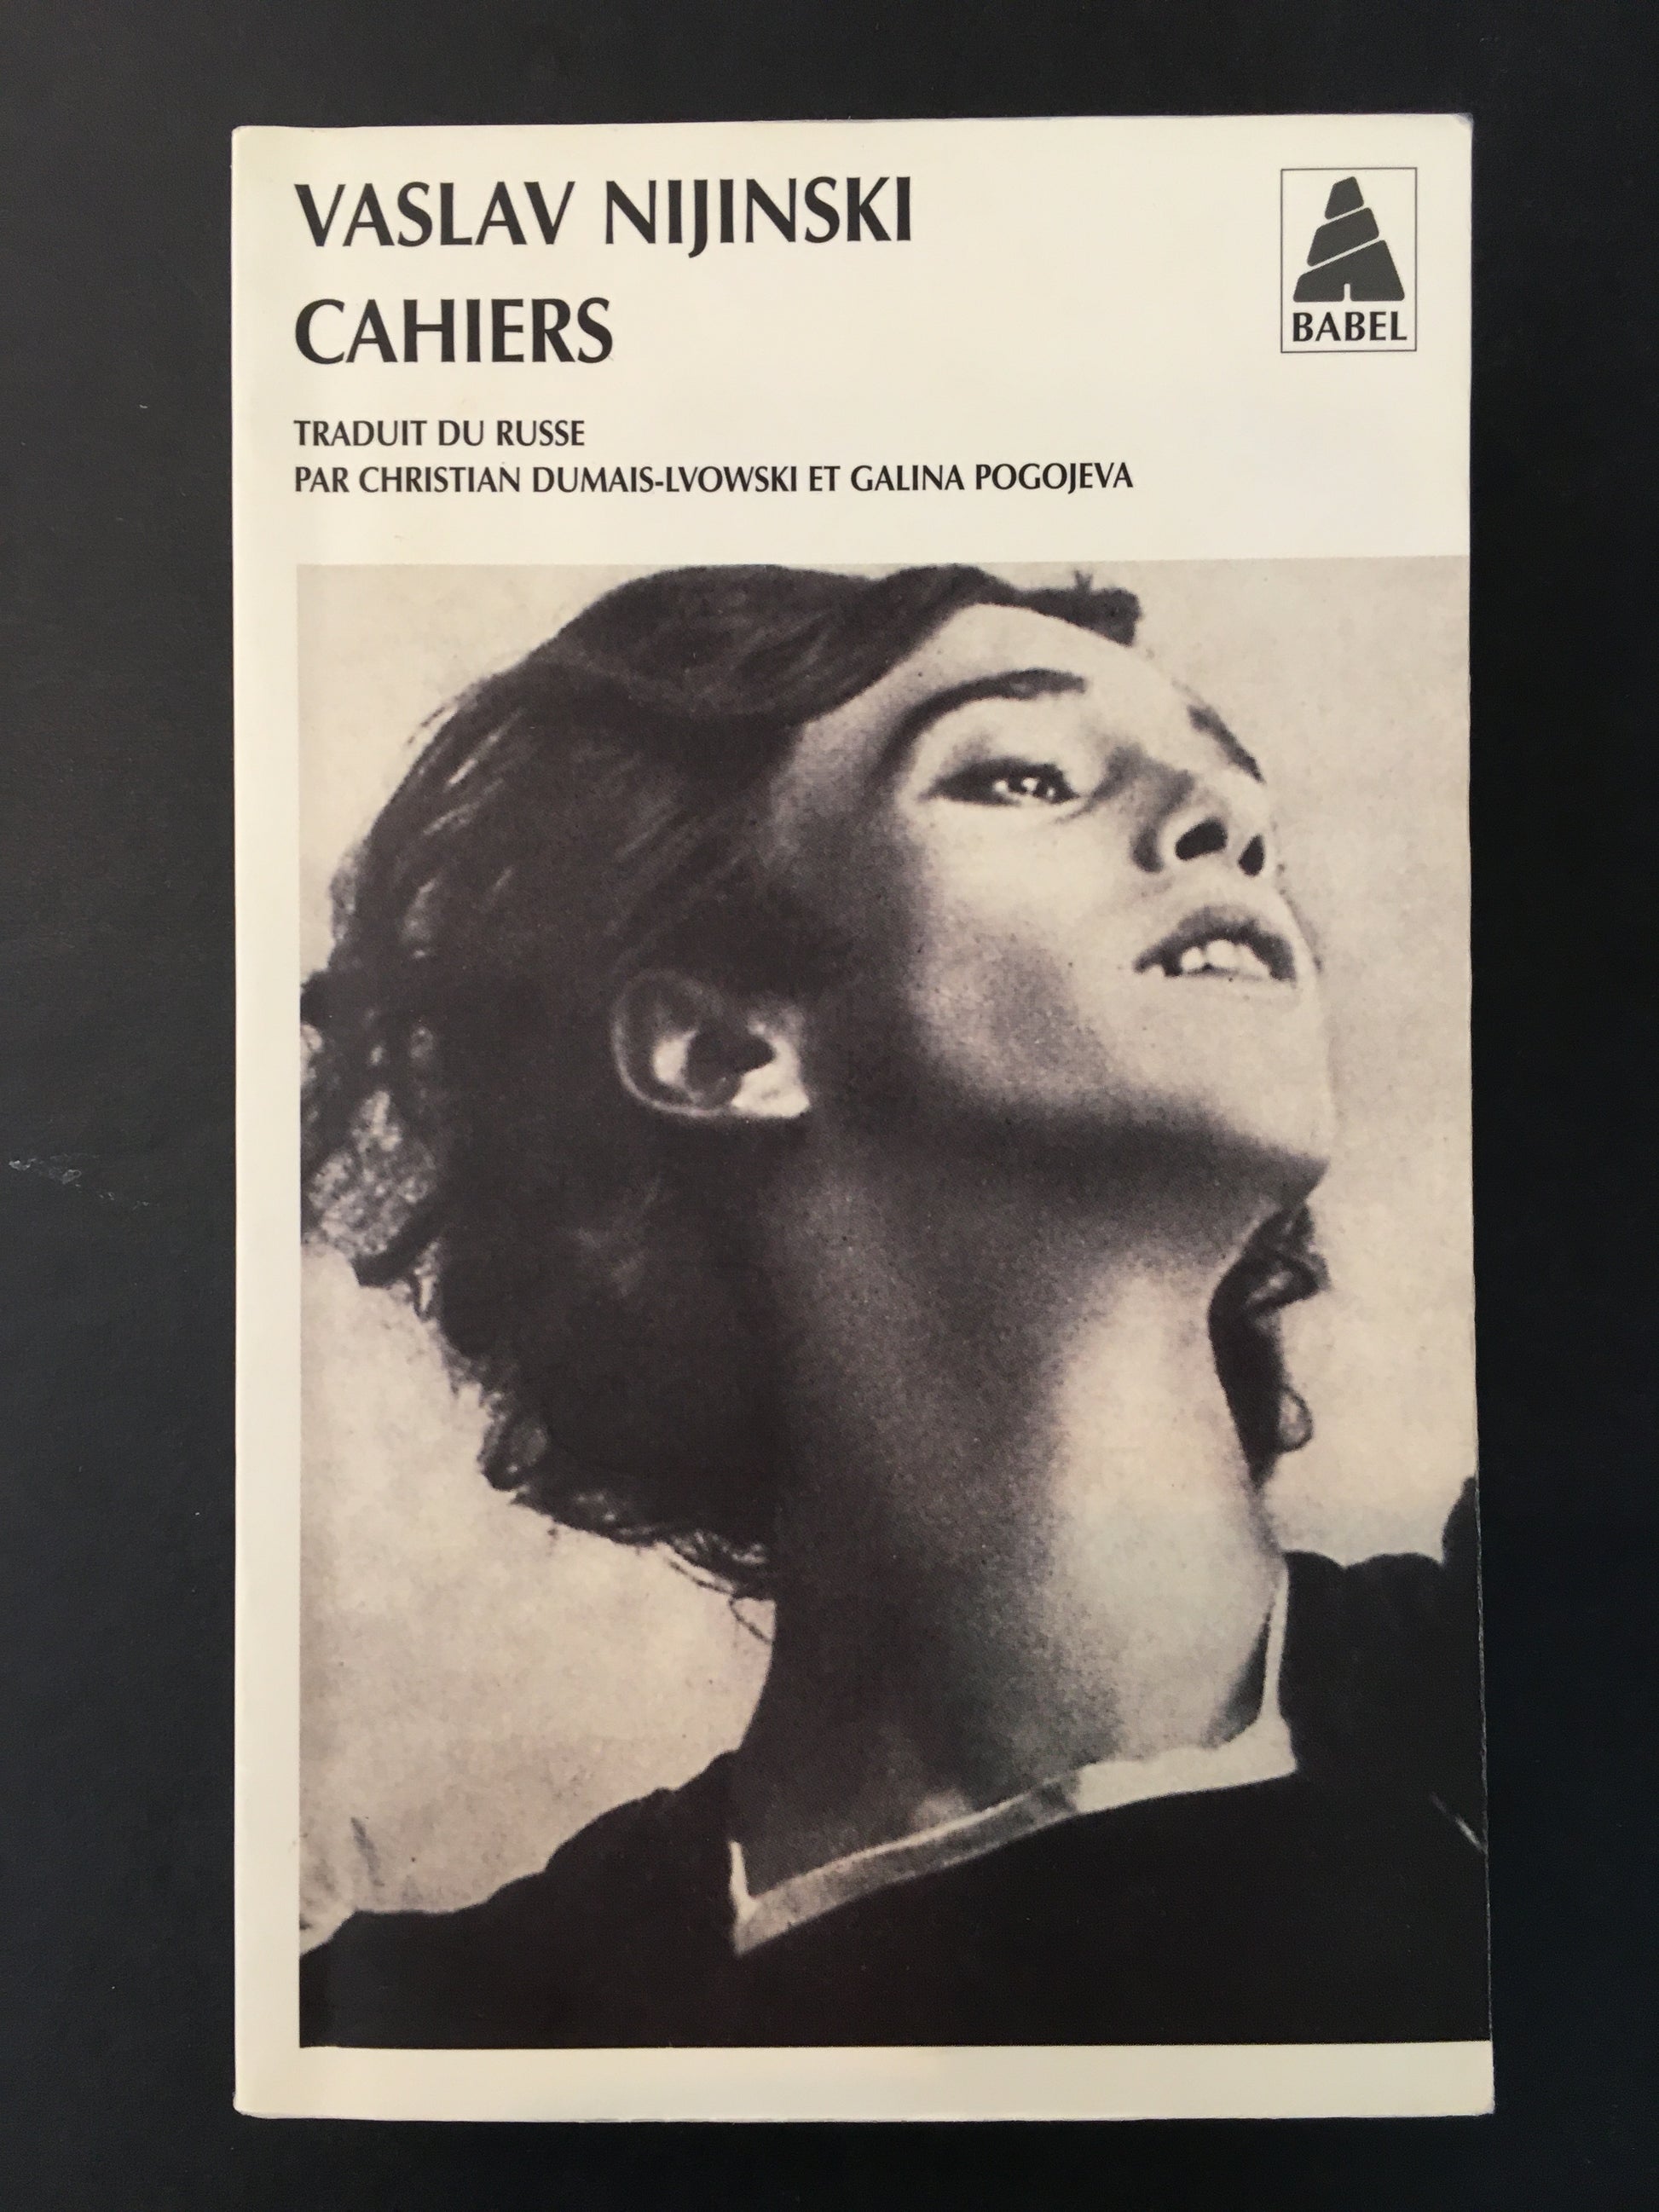 VASLAV NIJINSKI
CAHIERS
BABEL
TRADUIT DU RUSSE
PAR CHRISTIAN DUMAIS-LVOWSKI ET GALINA POGOJEVA